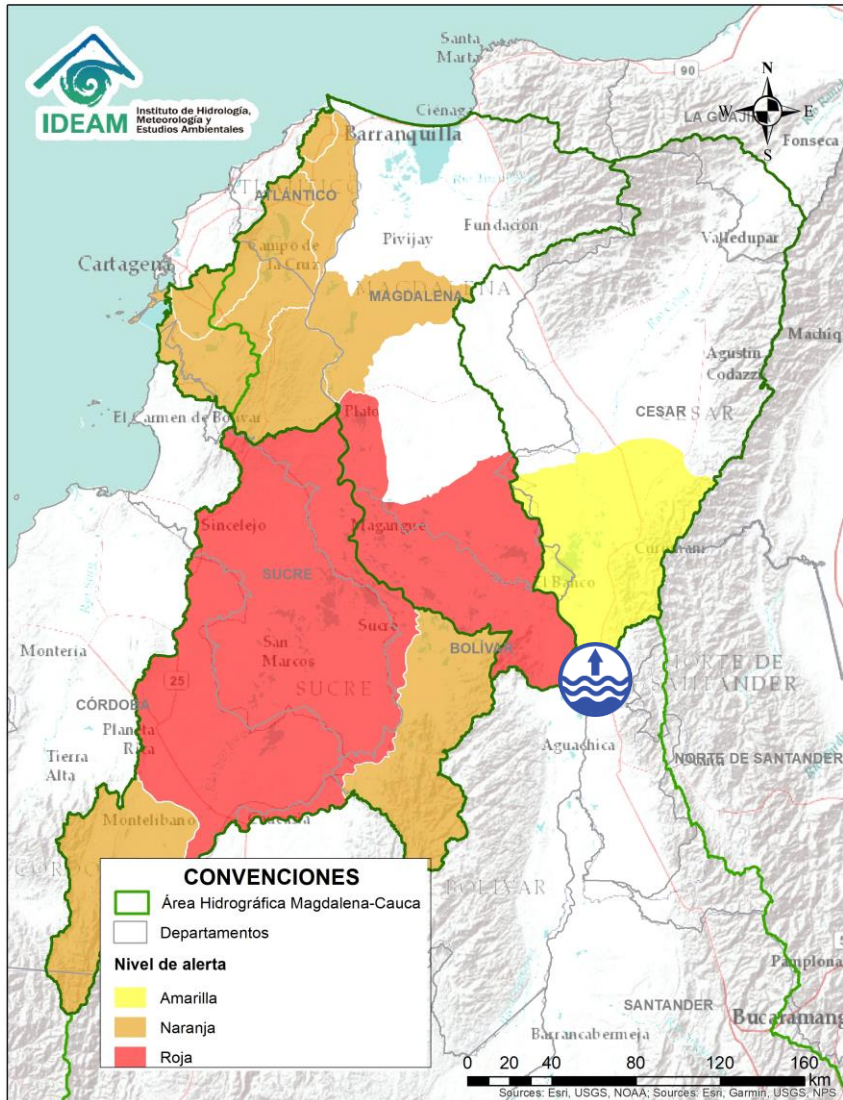 Santa
Marta
90
N
W E
S
IDEAM
Instituto de Hidrología,
Meteorología y
Estudios Ambientales
Ciénaga
Barranquilla
LA GUAJIRA
Fonseca
ATLÁNTICO
Pivijay
Fundación
Valledupar
Campo de
la Cruz
Cartagena
MAGDALENA
MAGDALENA
Agustín
Codazzi
CESAR
CESAR
El Carmen de Bolívar
Plato
Sincelejo
Magangué
SUCRE
El Banco
Montería
San
Marcos
Sucre
BOLÍVAR
25
SUCRE
NORTE DE
SANTANDER
CÓRDOBA
Planeta
Rica
Tierra
Alta
Aguachica
NORTE DE SANTANDER
Montelibano
BOLÍVAR
CONVENCIONES
Área Hidrográfica Magdalena-Cauca
Departamentos
Nivel de alerta
Amarilla
Naranja
Roja
Pamplona
SANTANDER
Bucaramang
Barrancabermeja
0 20 40 80 120 160
km
Sources: Esri, USGS, NOAA; Sources: Esri, Garmin, USGS, NPS